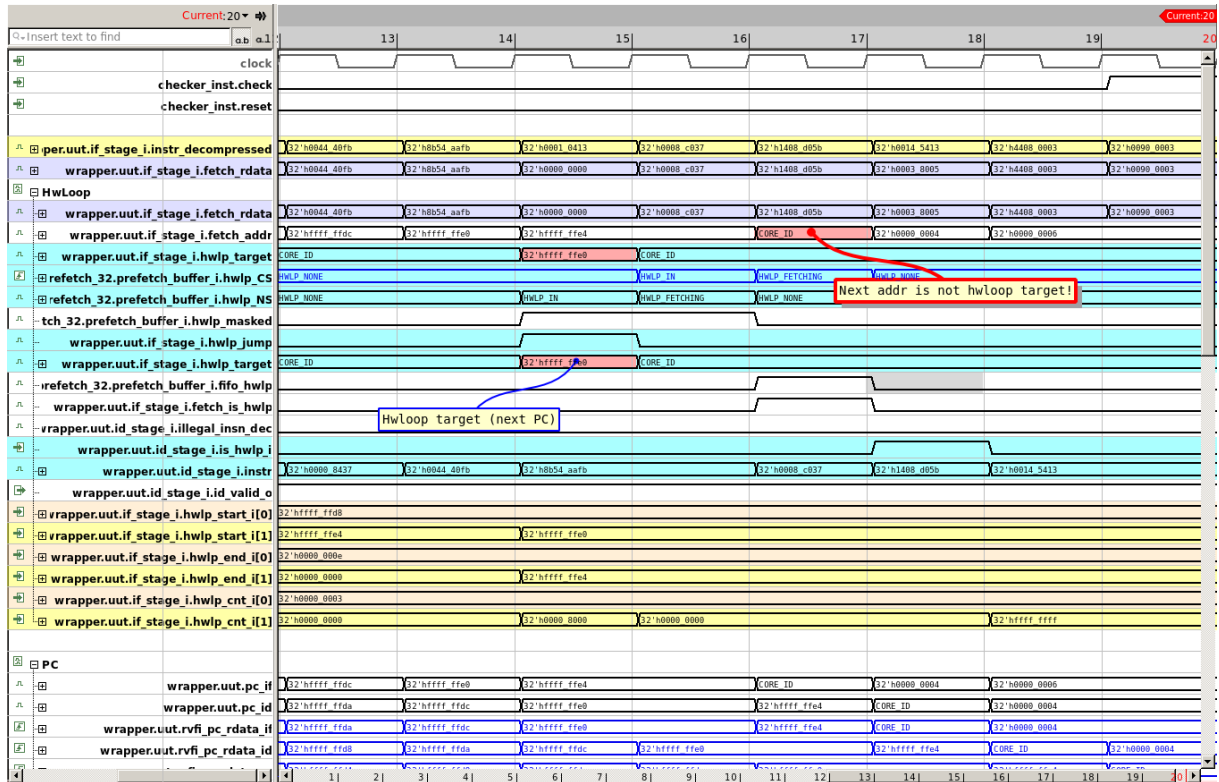 Current:20
Current:20
Insert text to find
a.b a.1
13 14 15 16 17 18 19 20
clock
checker_inst.check
checker_inst.reset
per.uut.if_stage_i.instr_decompressed 32'h0044_40fb 32'h8b54_aafb 32'h0001_0413 32'h0008_c037 32'h1408_d05b 32'h0014_5413 32'h4408_0003 32'h0090_0003
wrapper.uut.if_stage_i.fetch_rdata 32'h0044_40fb 32'h8b54_aafb 32'h0000_0000 32'h0008_c037 32'h1408_d05b 32'h0003_8005 32'h4408_0003 32'h0090_0003
HwLoop
wrapper.uut.if_stage_i.fetch_rdata 32'h0044_40fb 32'h8b54_aafb 32'h0000_0000 32'h0008_c037 32'h1408_d05b 32'h0003_8005 32'h4408_0003 32'h0090_0003
wrapper.uut.if_stage_i.fetch_addr 32'hffff_ffdc 32'hffff_ffe0 32'hffff_ffe4 CORE_ID 32'h0000_0004 32'h0000_0006
wrapper.uut.if_stage_i.hwlp_target CORE_ID 32'hffff_ffe0 CORE_ID
refetch_32.prefetch_buffer_i.hwlp_CS HWLP_NONE HWLP_IN HWLP_FETCHING HWLP_NONE
Next addr is not hwloop target!
refetch_32.prefetch_buffer_i.hwlp_NS HWLP_NONE HWLP_IN HWLP_FETCHING HWLP_NONE
tch_32.prefetch_buffer_i.hwlp_masked
wrapper.uut.if_stage_i.hwlp_jump
wrapper.uut.if_stage_i.hwlp_target CORE_ID 32'hffff_ffe0 CORE_ID
prefetch_32.prefetch_buffer_i.fifo_hwlp
wrapper.uut.if_stage_i.fetch_is_hwlp
Hwloop target (next PC)
wrapper.uut.id_stage_i.illegal_insn_dec
wrapper.uut.id_stage_i.is_hwlp_i
wrapper.uut.id_stage_i.instr 32'h0000_8437 32'h0044_40fb 32'h8b54_aafb 32'h0008_c037 32'h1408_d05b 32'h0014_5413
wrapper.uut.id_stage_i.id_valid_o
wrapper.uut.if_stage_i.hwlp_start_i[0] 32'hffff_ffd8
wrapper.uut.if_stage_i.hwlp_start_i[1] 32'hffff_ffe4 32'hffff_ffe0
wrapper.uut.if_stage_i.hwlp_end_i[0] 32'h0000_000e
wrapper.uut.if_stage_i.hwlp_end_i[1] 32'h0000_0000 32'hffff_ffe4
wrapper.uut.if_stage_i.hwlp_cnt_i[0] 32'h0000_0003
wrapper.uut.if_stage_i.hwlp_cnt_i[1] 32'h0000_0000 32'h0000_8000 32'h0000_0000 32'hffff_ffff
PC
wrapper.uut.pc_if 32'hffff_ffdc 32'hffff_ffe0 32'hffff_ffe4 CORE_ID 32'h0000_0004 32'h0000_0006
wrapper.uut.pc_id 32'hffff_ffda 32'hffff_ffdc 32'hffff_ffe0 32'hffff_ffe4 CORE_ID 32'h0000_0004
wrapper.uut.rvfi_pc_rdata_if 32'hffff_ffda 32'hffff_ffdc 32'hffff_ffe0 32'hffff_ffe4 CORE_ID 32'h0000_0004
wrapper.uut.rvfi_pc_rdata_id 32'hffff_ffd8 32'hffff_ffda 32'hffff_ffdc 32'hffff_ffe0 32'hffff_ffe4 CORE_ID 32'h0000_0004
1 2 3 4 5 6 7 8 9 10 11 12 13 14 15 16 17 18 19 20